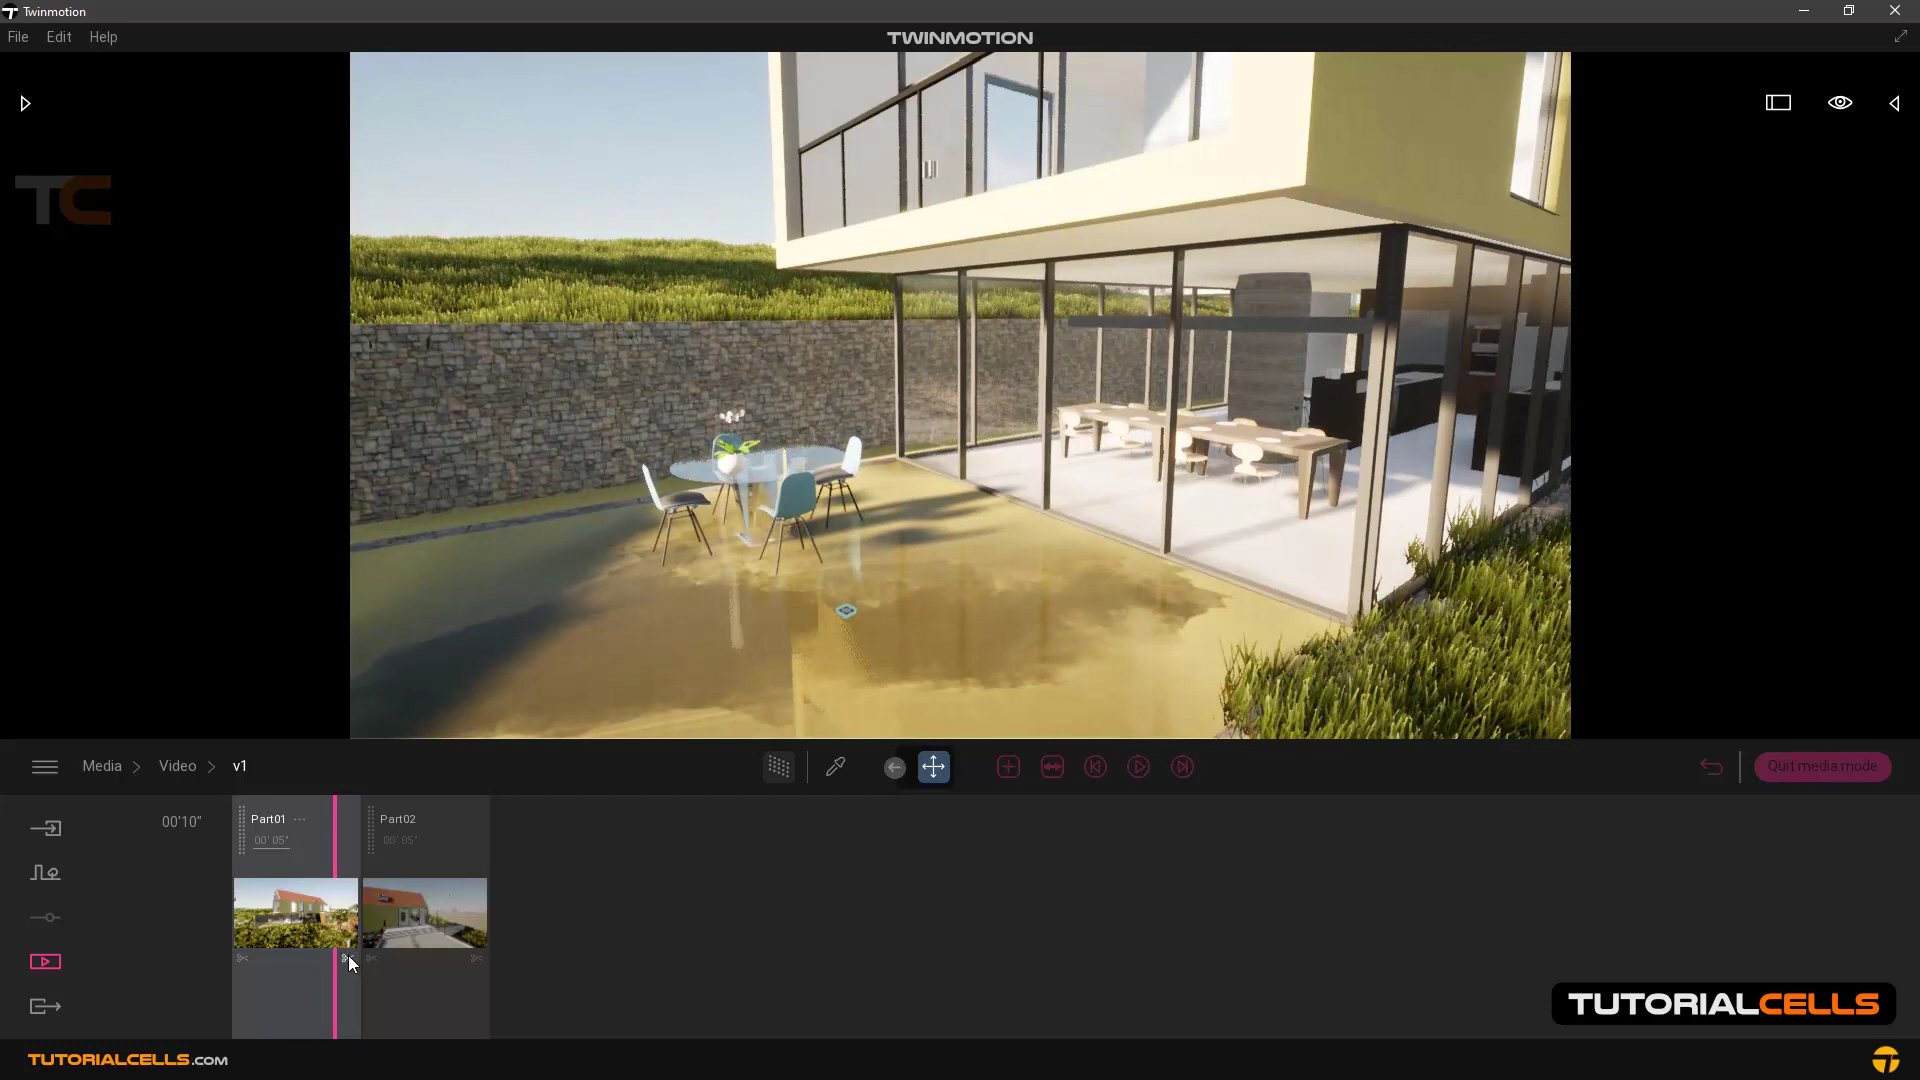 Twinmotion
File Edit Help
TWINMOTION
TC
Media > Video > v1
Quit media mode
00'10"
Part01 ...
00' 05"
Part02
00' 05"
TUTORIALCELLS
TUTORIALCELLS.COM